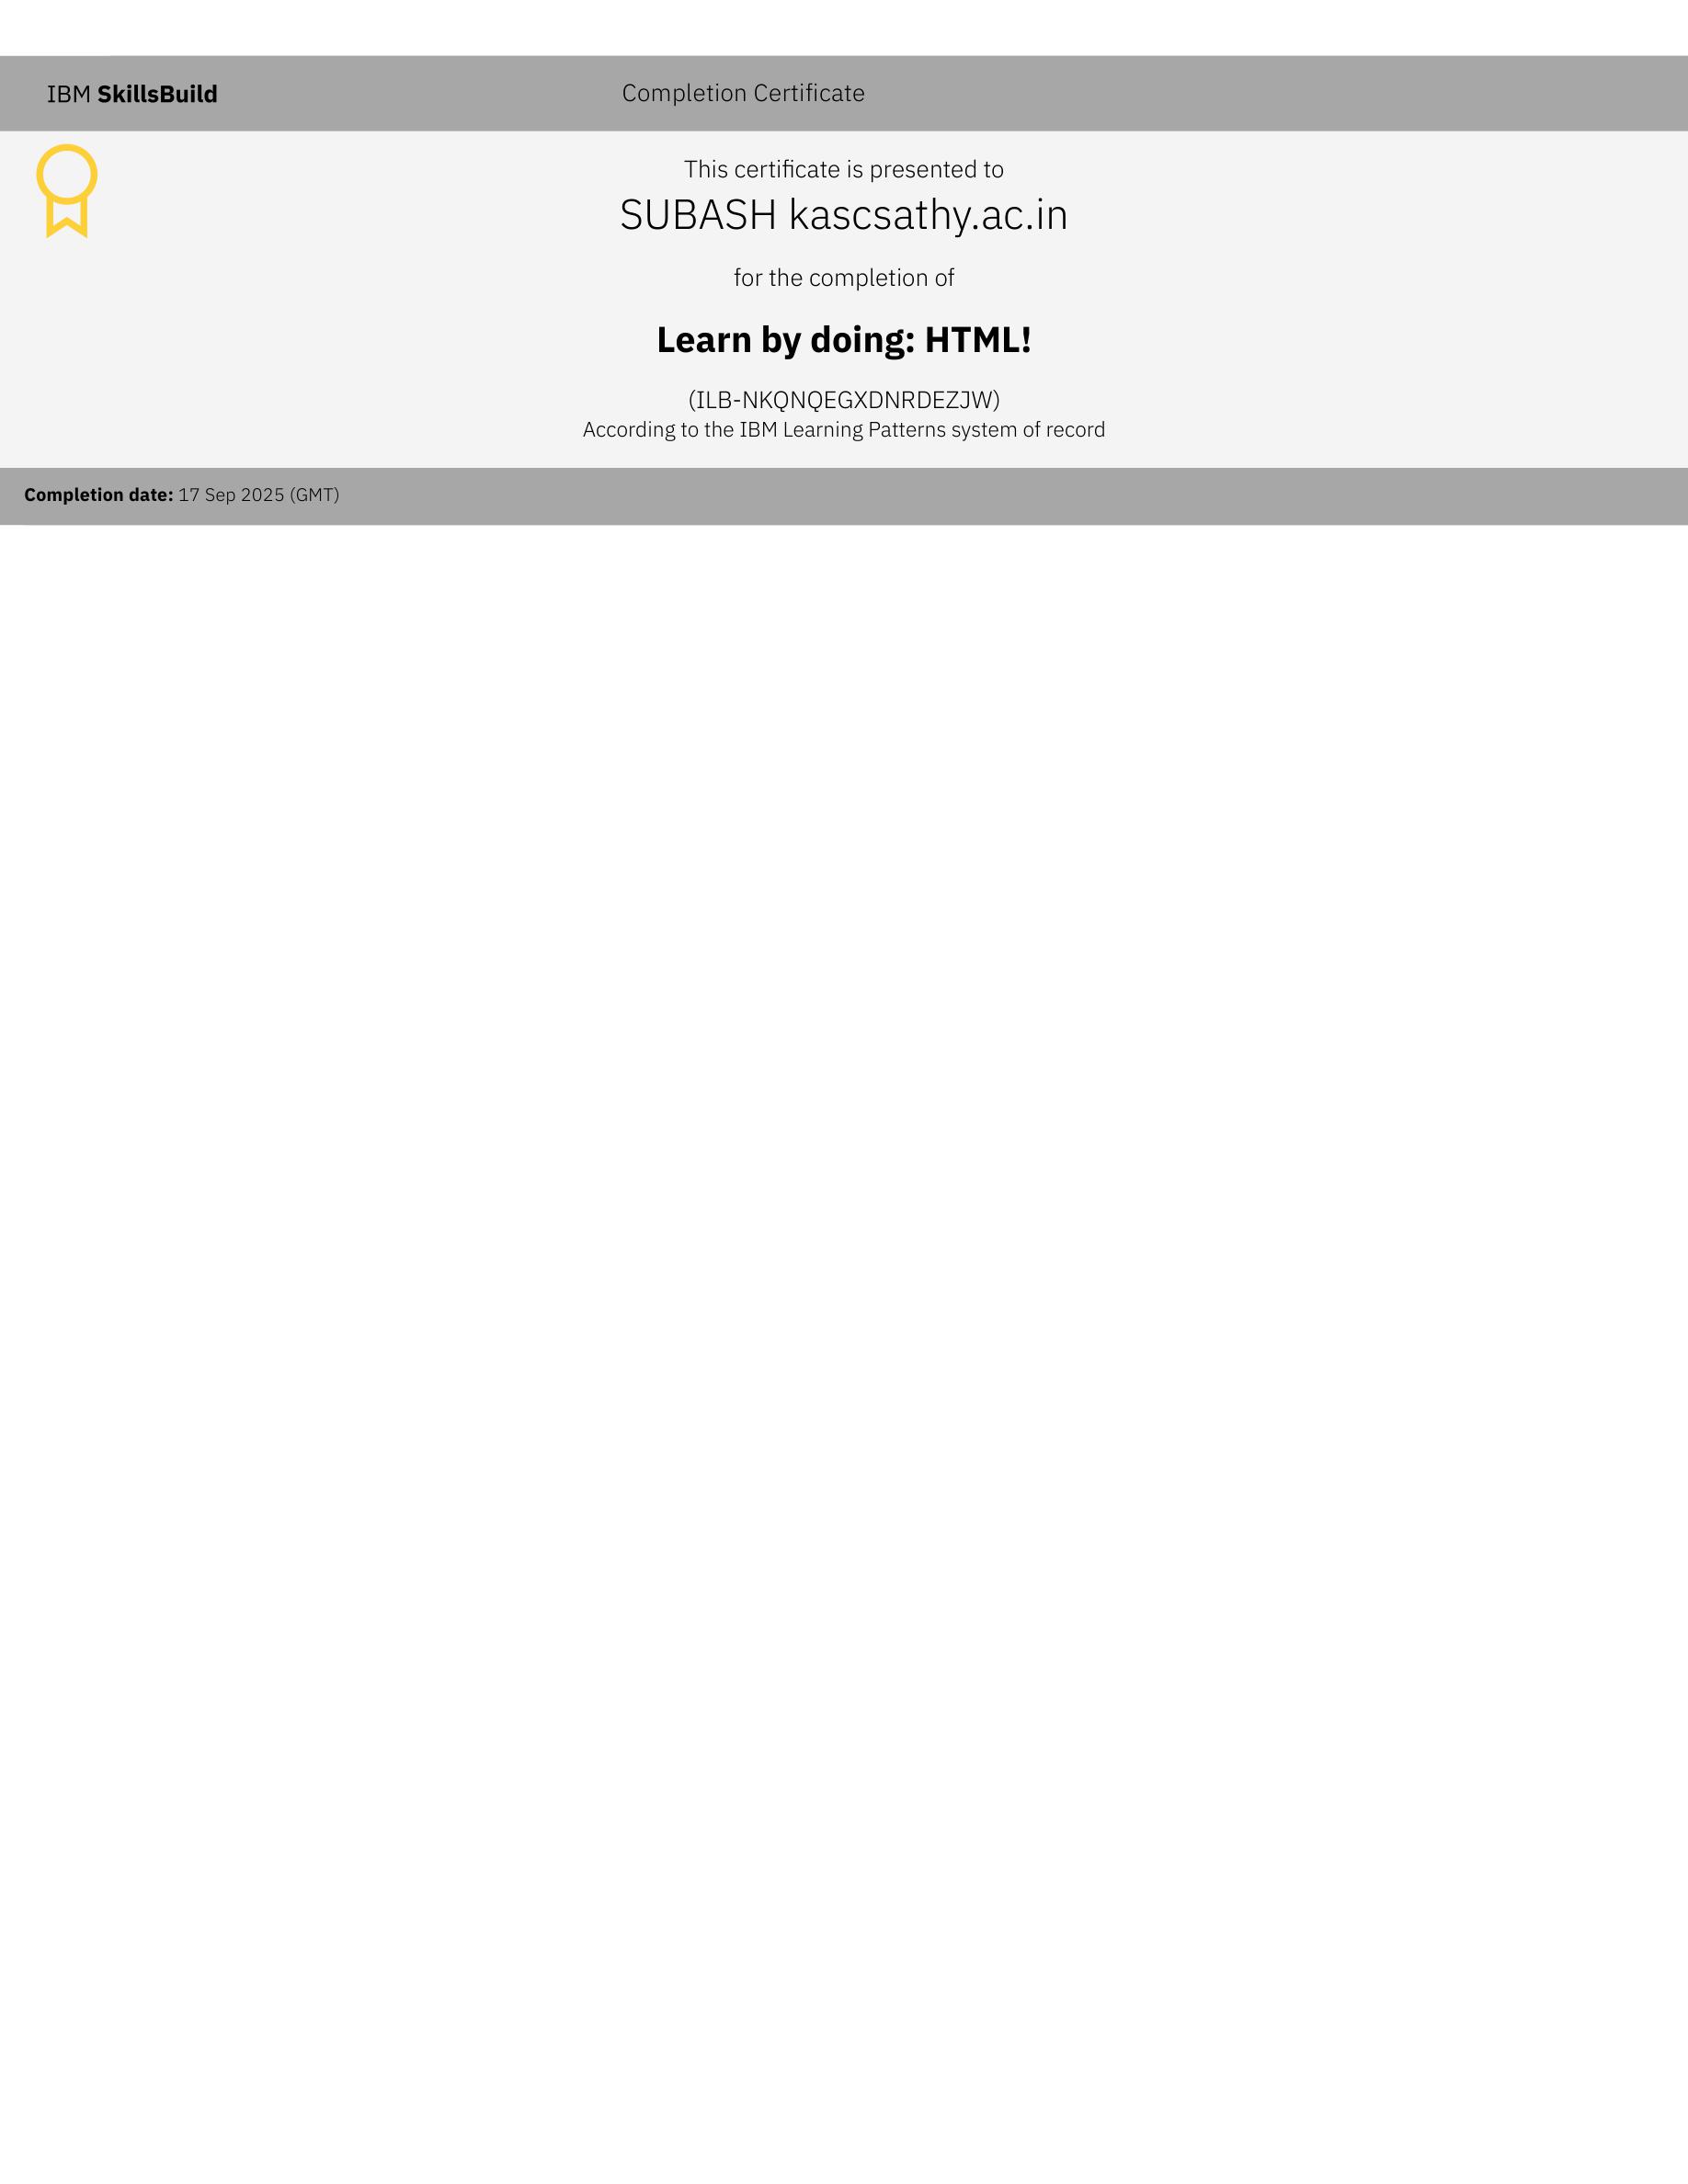 IBM SkillsBuild
Completion Certificate
This certificate is presented to
SUBASH kascsathy.ac.in
for the completion of
Learn by doing: HTML!
(ILB-NKQNQEGXDNRDEZJW)
According to the IBM Learning Patterns system of record
Completion date: 17 Sep 2025 (GMT)